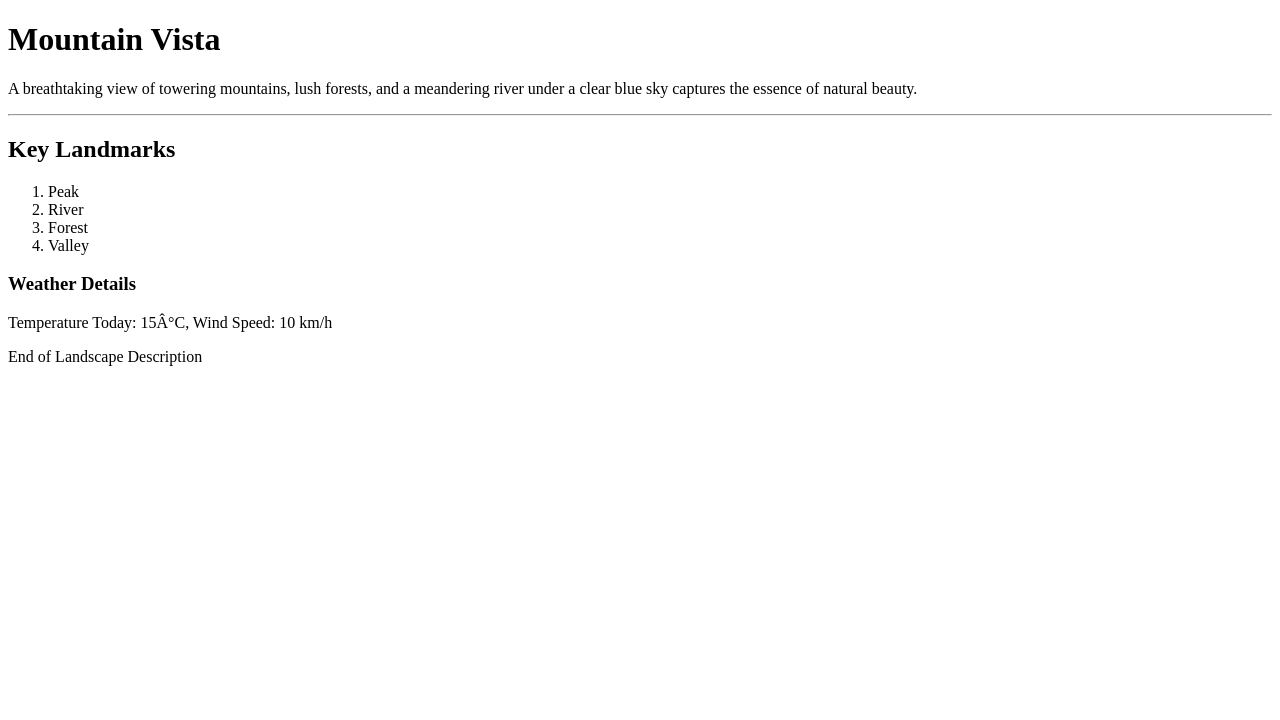 Mountain Vista
A breathtaking view of towering mountains, lush forests, and a meandering river under a clear blue sky captures the essence of natural beauty.
Key Landmarks
1. Peak
2. River
3. Forest
4. Valley
Weather Details
Temperature Today: 15Â°C, Wind Speed: 10 km/h
End of Landscape Description